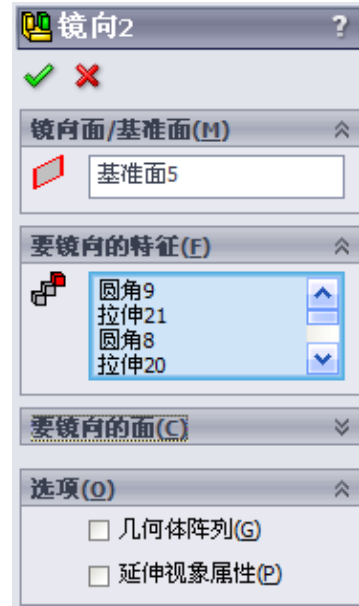 镜向2 ?
镜向面/基准面(M)
基准面5
要镜向的特征(F)
圆角9
拉伸21
圆角8
拉伸20
要镜向的面(C)
选项(O)
几何体阵列(G)
延伸视象属性(P)